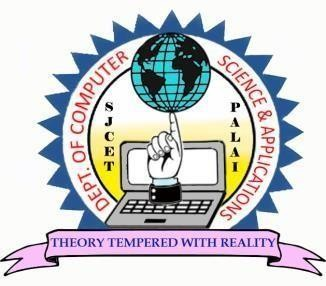 DEPT. OF COMPUTER SCIENCE & APPLICATIONS
SJCET
PALAI
THEORY TEMPERED WITH REALITY